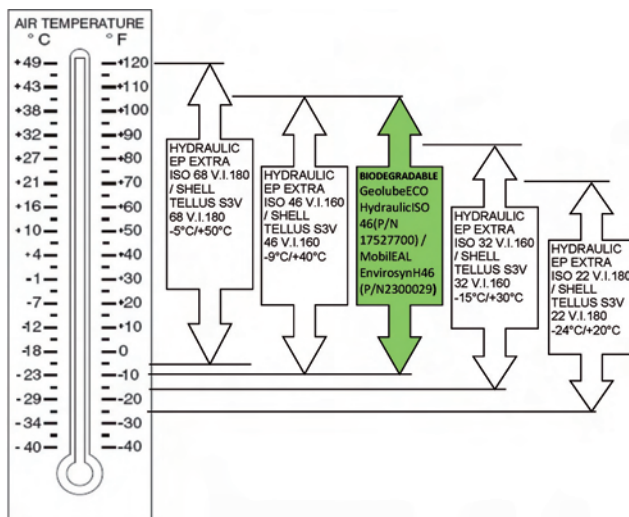 AIR TEMPERATURE
° C ° F
+49 +120
+43 +110
+38 +100
+32 +90
+27 +80
+21 +70
+16 +60
+10 +50
+4 +40
-1 +30
-7 +20
-12 +10
-18 0
-23 -10
-29 -20
-34 -30
-40 -40
HYDRAULIC
EP EXTRA
ISO 68 V.I.180
/ SHELL
TELLUS S3V
68 V.I.180
-5°C/+50°C
HYDRAULIC
EP EXTRA
ISO 46 V.I.160
/ SHELL
TELLUS S3V
46 V.I.160
-9°C/+40°C
BIODEGRADABLE
GeolubeECO
HydraulicISO
46(P/N
17527700) /
MobilEAL
EnvirosynH46
(P/N2300029)
HYDRAULIC
EP EXTRA
ISO 32 V.I.160
/ SHELL
TELLUS S3V
32 V.I.160
-15°C/+30°C
HYDRAULIC
EP EXTRA
ISO 22 V.I.180
/ SHELL
TELLUS S3V
22 V.I.180
-24°C/+20°C